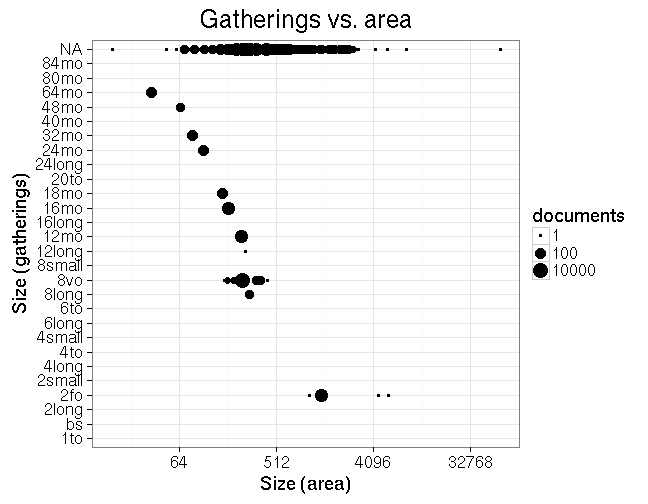 Gatherings vs. area
NA
84mo
80mo
64mo
48mo
40mo
32mo
24mo
24long
20to
18mo
16mo
16long
12mo
12long
8small
8vo
8long
6to
6long
4small
4to
4long
2small
2fo
2long
bs
1to
Size (gatherings)
64
512
4096
32768
Size (area)
documents
1
100
10000